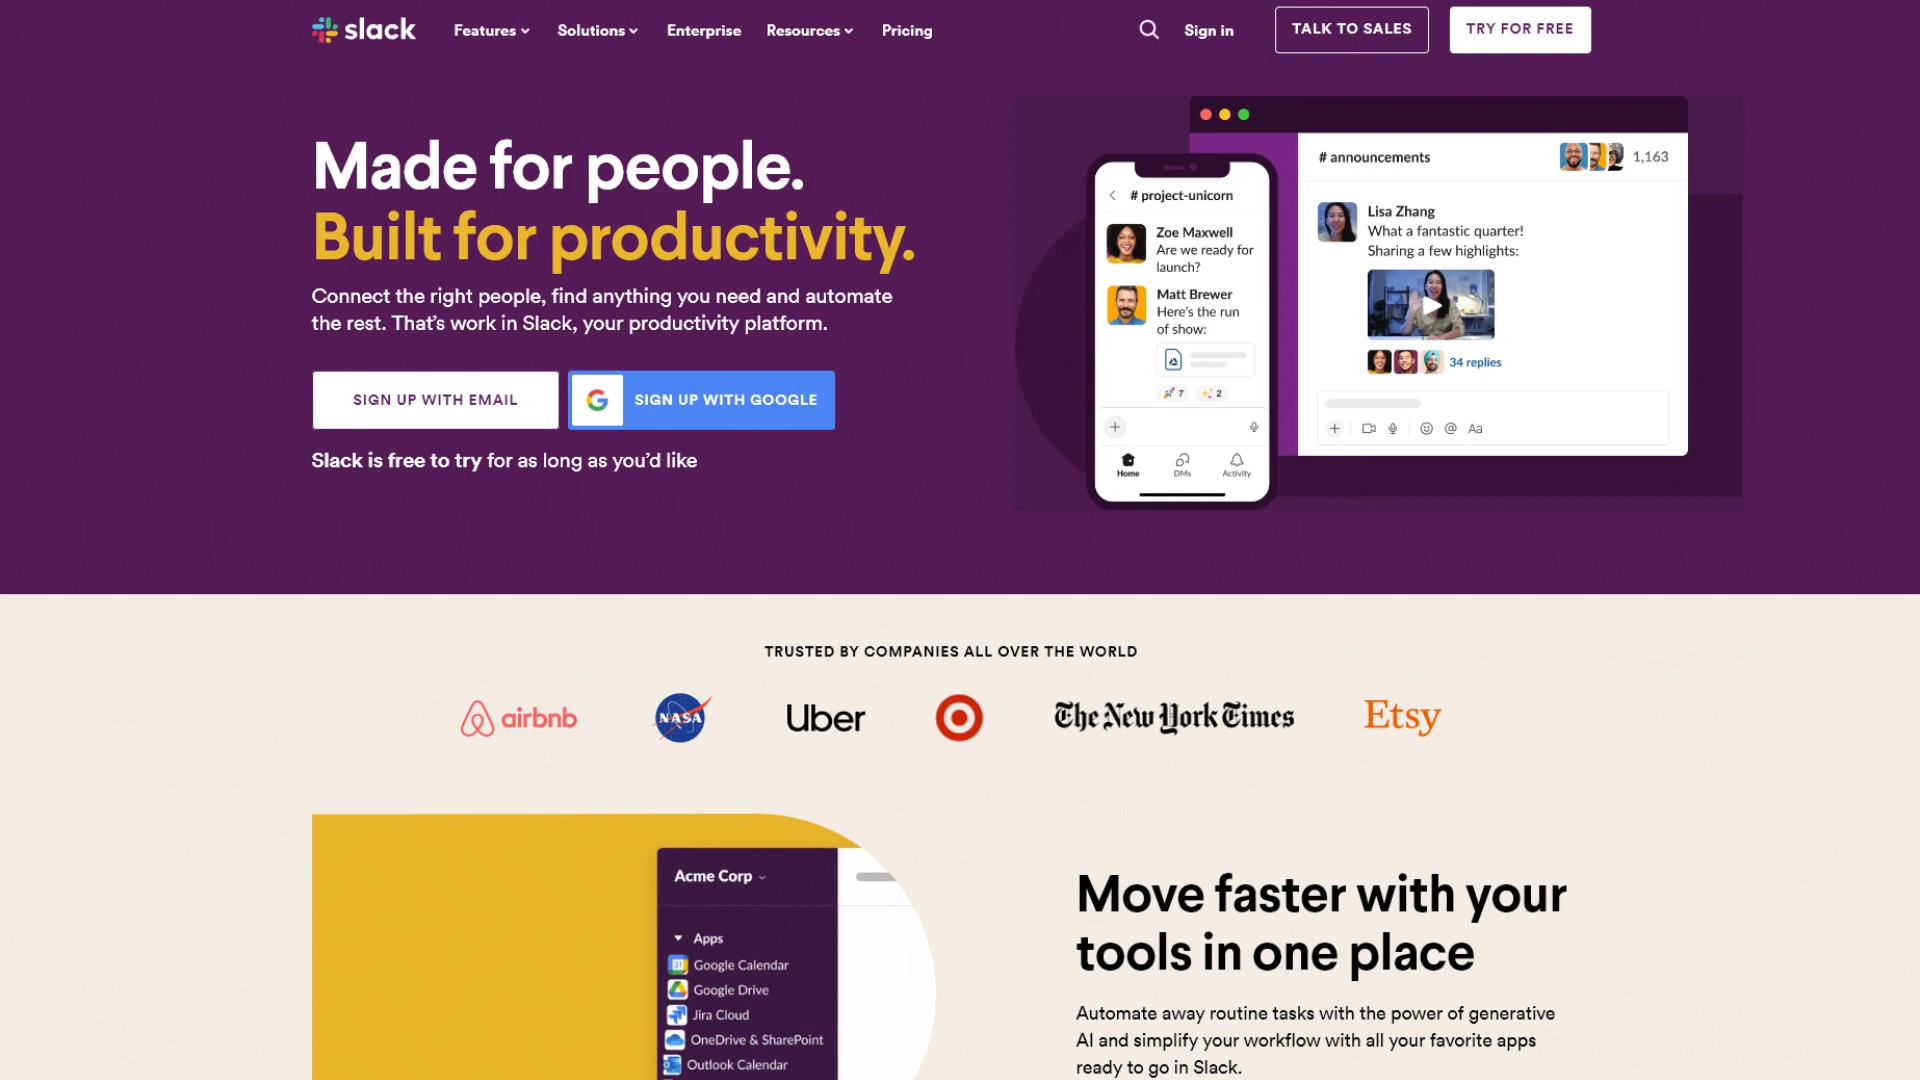 slack
Features
Solutions
Enterprise
Resources
Pricing
Sign in
TALK TO SALES
TRY FOR FREE
Made for people.
Built for productivity.
Connect the right people, find anything you need and automate
the rest. That's work in Slack, your productivity platform.
SIGN UP WITH EMAIL
G
SIGN UP WITH GOOGLE
Slack is free to try for as long as you'd like
# project-unicorn
Zoe Maxwell
Are we ready for
launch?
Matt Brewer
Here's the run
of show:
7
2
Home
DMs
Activity
# announcements
1,163
Lisa Zhang
What a fantastic quarter!
Sharing a few highlights:
34 replies
@
Aa
TRUSTED BY COMPANIES ALL OVER THE WORLD
airbnb
NASA
Uber
The New York Times
Etsy
Acme Corp
Apps
31
Google Calendar
Google Drive
Jira Cloud
OneDrive & SharePoint
Outlook Calendar
Move faster with your
tools in one place
Automate away routine tasks with the power of generative
AI and simplify your workflow with all your favorite apps
ready to go in Slack.